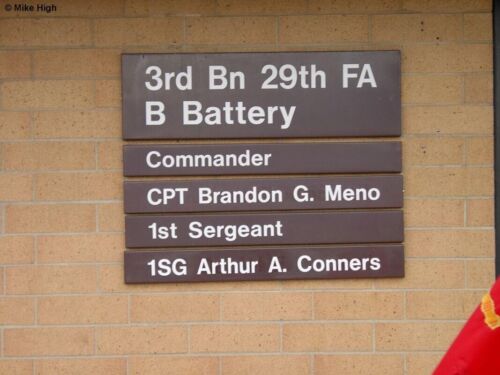 © Mike High
3rd Bn 29th FA
B Battery
Commander
CPT Brandon G. Meno
1st Sergeant
1SG Arthur A. Conners